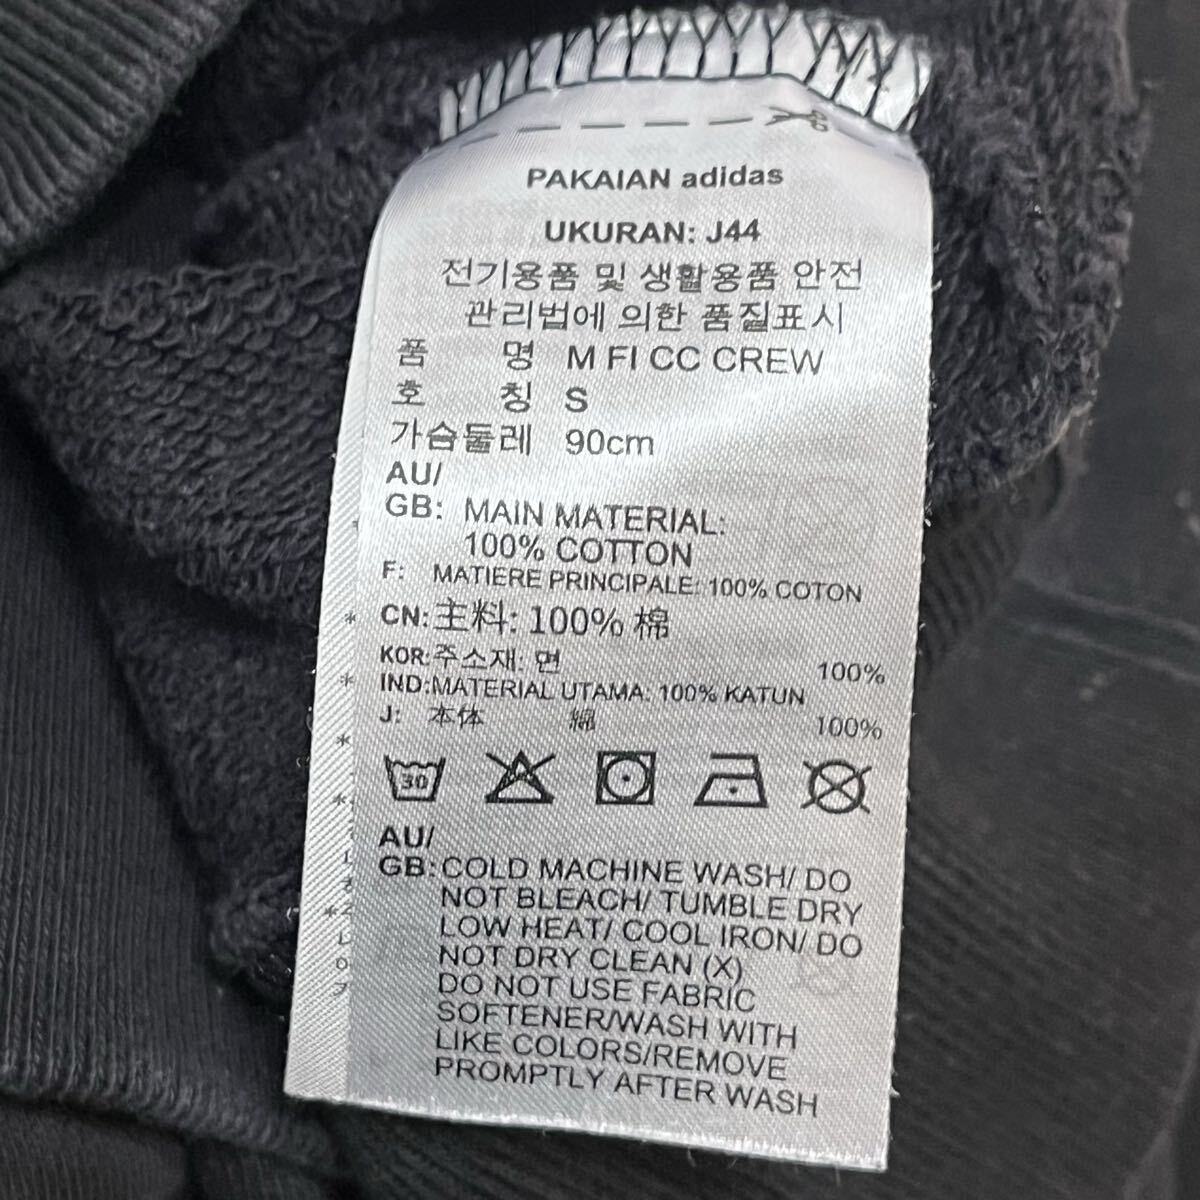 PAKAIAN adidas
UKURAN: J44
전기용품 및 생활용품 안전
관리법에 의한 품질표시
품 명 M FI CC CREW
호 칭 S
가슴둘레 90cm
AU/
GB: MAIN MATERIAL:
100% COTTON
F: MATIERE PRINCIPALE: 100% COTON
CN: 主料: 100% 棉
KOR: 주소재: 면 100%
IND: MATERIAL UTAMA: 100% KATUN
J: 本体 綿 100%
30
AU/
GB: COLD MACHINE WASH/ DO
NOT BLEACH/ TUMBLE DRY
LOW HEAT/ COOL IRON/ DO
NOT DRY CLEAN (X)
DO NOT USE FABRIC
SOFTENER/WASH WITH
LIKE COLORS/REMOVE
PROMPTLY AFTER WASH